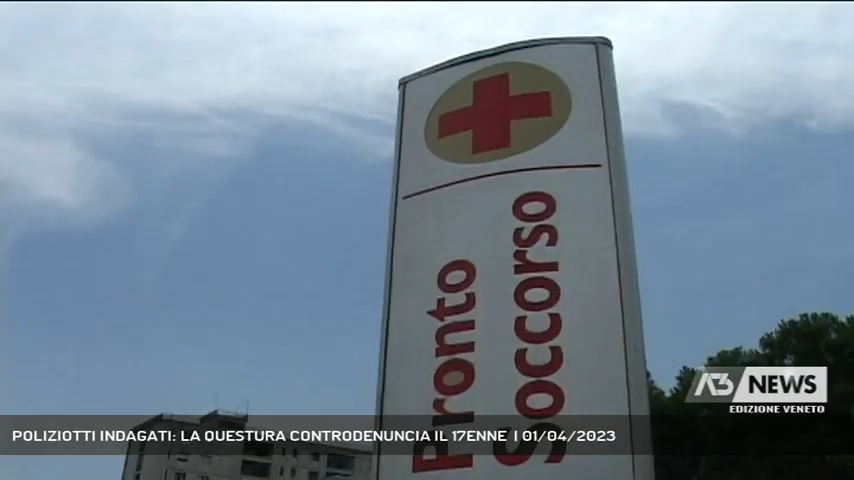 Pronto
Soccorso
A3 NEWS
EDIZIONE VENETO
POLIZIOTTI INDAGATI: LA QUESTURA CONTRODENUNCIA IL 17ENNE | 01/04/2023